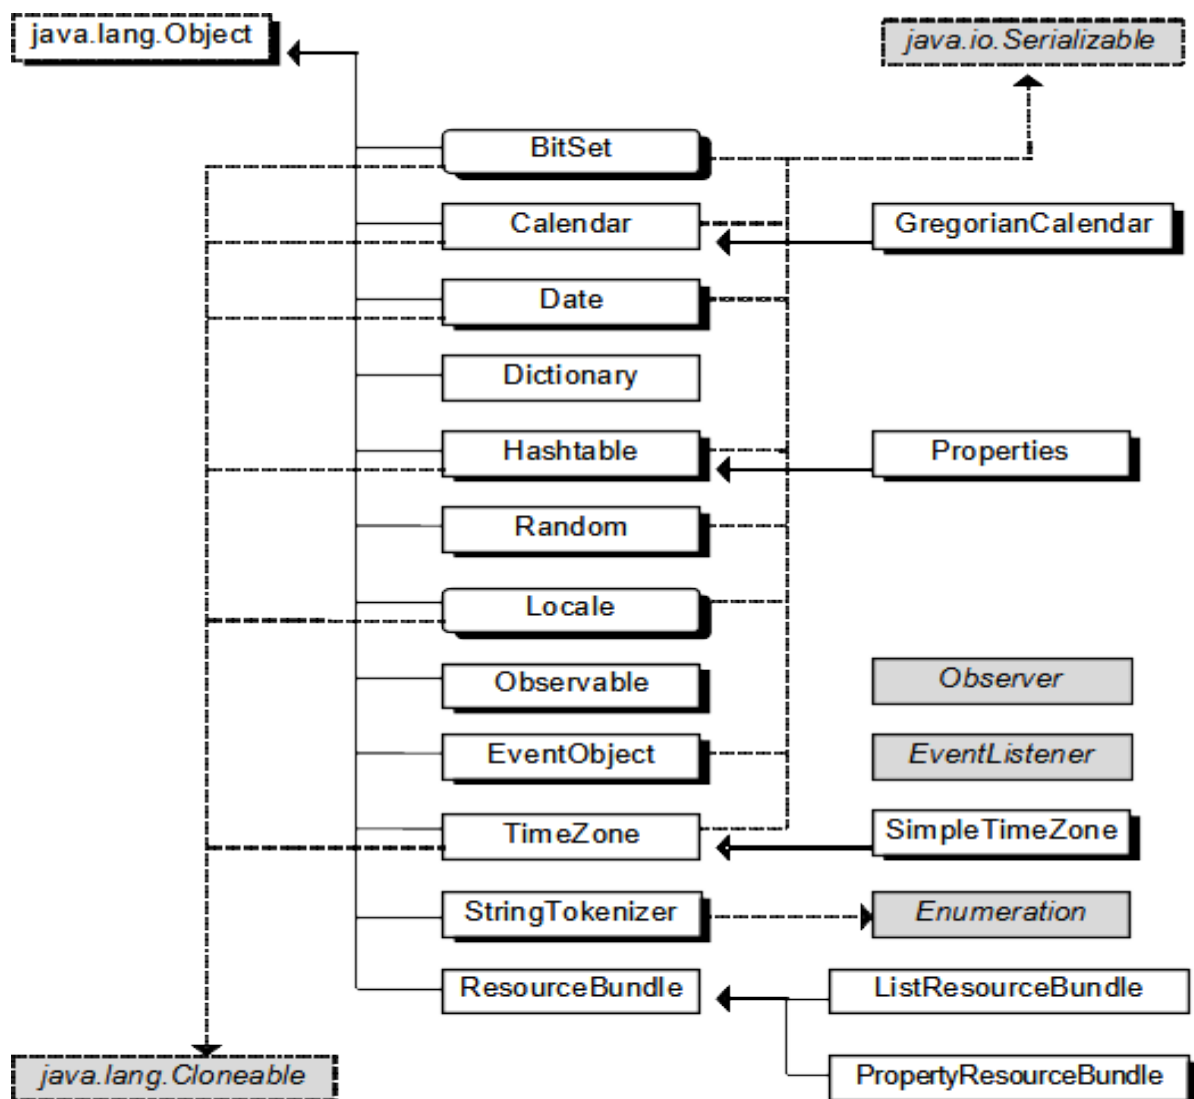 java.lang.Object
java.io.Serializable
BitSet
Calendar
GregorianCalendar
Date
Dictionary
Hashtable
Properties
Random
Locale
Observable
Observer
EventObject
EventListener
TimeZone
SimpleTimeZone
StringTokenizer
Enumeration
ResourceBundle
ListResourceBundle
java.lang.Cloneable
PropertyResourceBundle